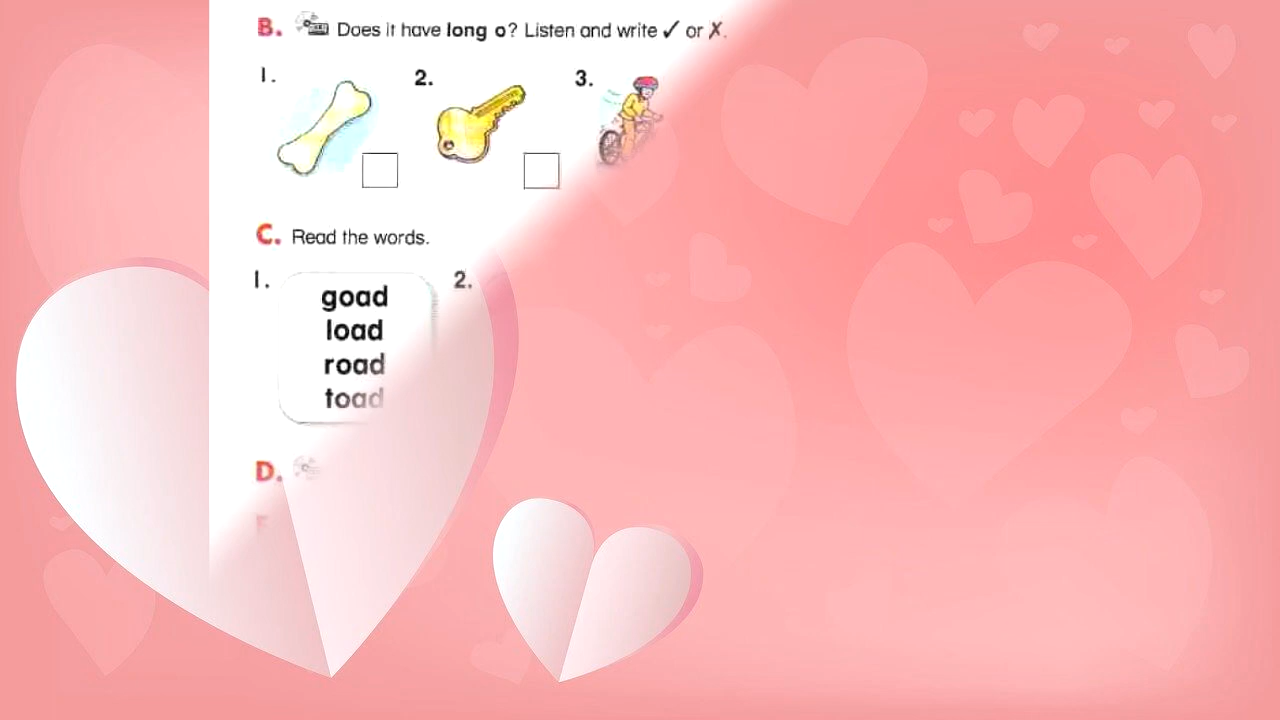 B. Does it have long o? Listen and write ✓ or ✗.
1. 2. 3.
C. Read the words.
1. 2.
goad
load
road
toad
D.